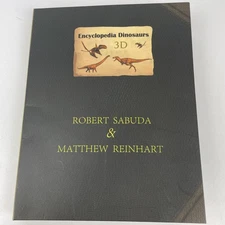 Encyclopedia Dinosaurs
3D
ROBERT SABUDA
&
MATTHEW REINHART